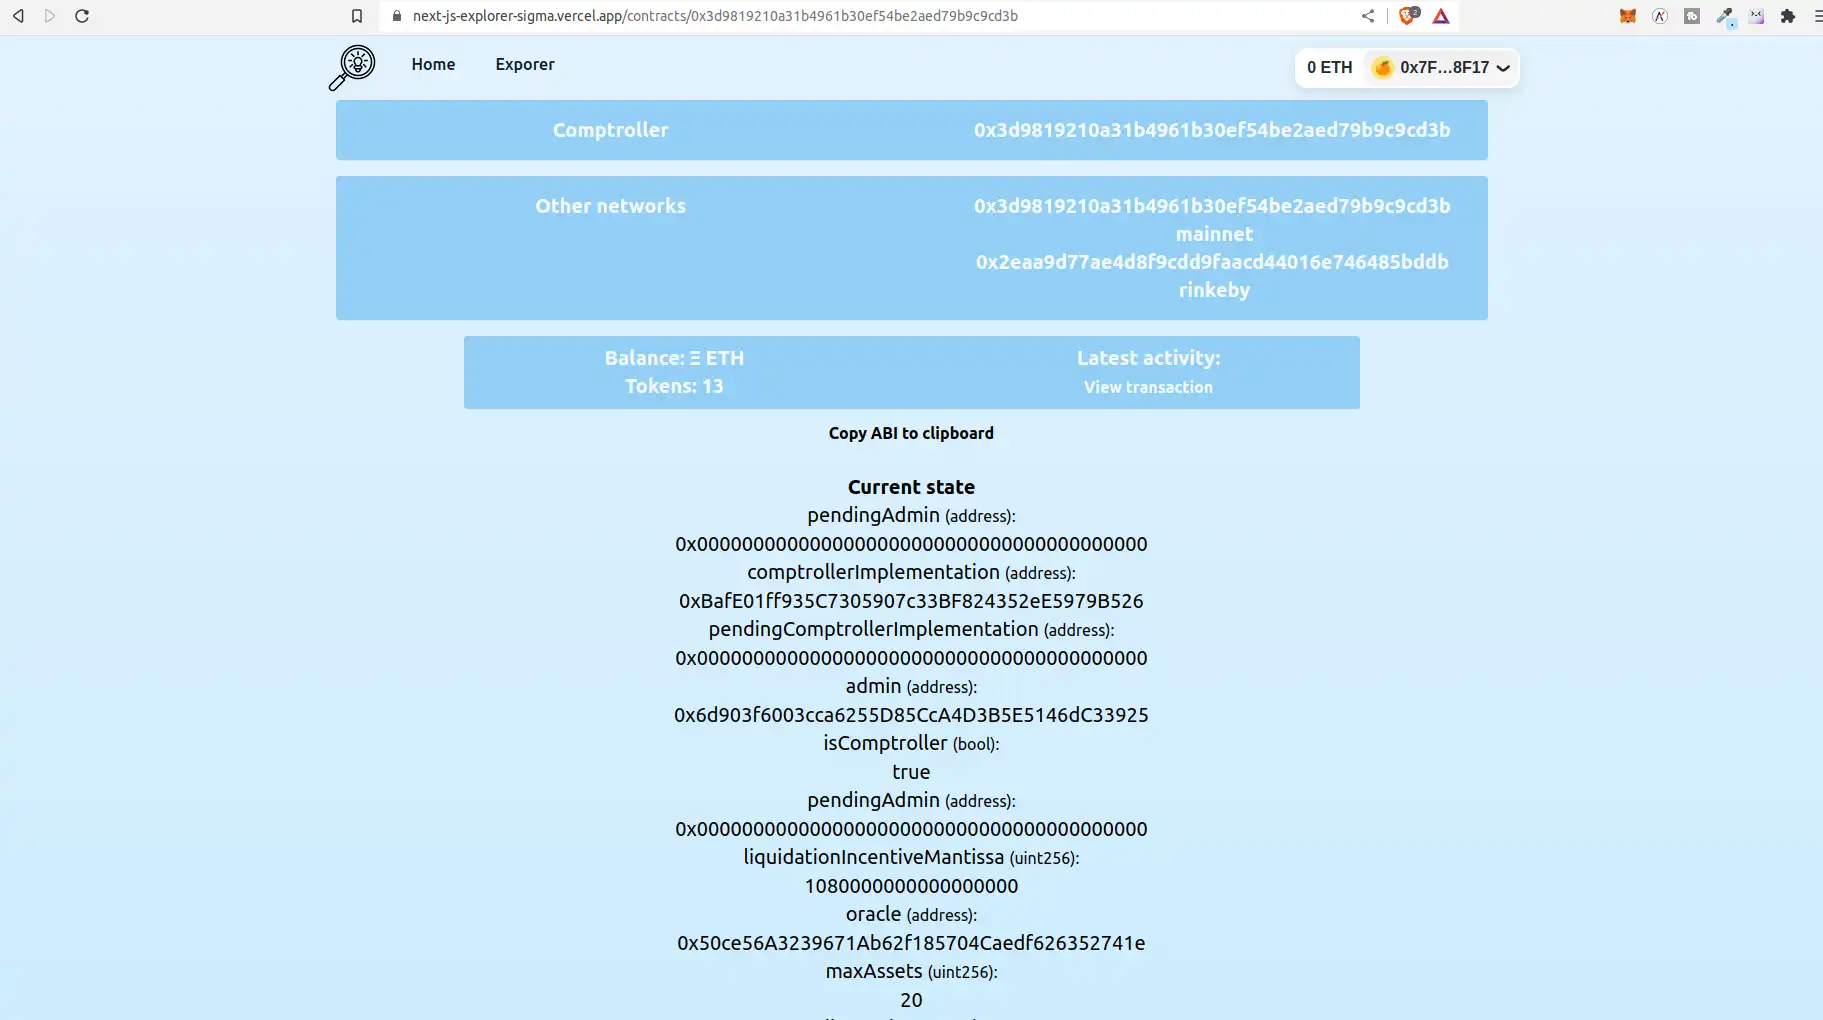 next-js-explorer-sigma.vercel.app/contracts/0x3d9819210a31b4961b30ef54be2aed79b9c9cd3b
2
Home
Exporer
0 ETH
0x7F...8F17
Comptroller
0x3d9819210a31b4961b30ef54be2aed79b9c9cd3b
Other networks
0x3d9819210a31b4961b30ef54be2aed79b9c9cd3b
mainnet
0x2eaa9d77ae4d8f9cdd9faacd44016e746485bddb
rinkeby
Balance: Ξ ETH
Tokens: 13
Latest activity:
View transaction
Copy ABI to clipboard
Current state
pendingAdmin (address):
0x0000000000000000000000000000000000000000
comptrollerImplementation (address):
0xBafE01ff935C7305907c33BF824352eE5979B526
pendingComptrollerImplementation (address):
0x0000000000000000000000000000000000000000
admin (address):
0x6d903f6003cca6255D85CcA4D3B5E5146dC33925
isComptroller (bool):
true
pendingAdmin (address):
0x0000000000000000000000000000000000000000
liquidationIncentiveMantissa (uint256):
1080000000000000000
oracle (address):
0x50ce56A3239671Ab62f185704Caedf626352741e
maxAssets (uint256):
20